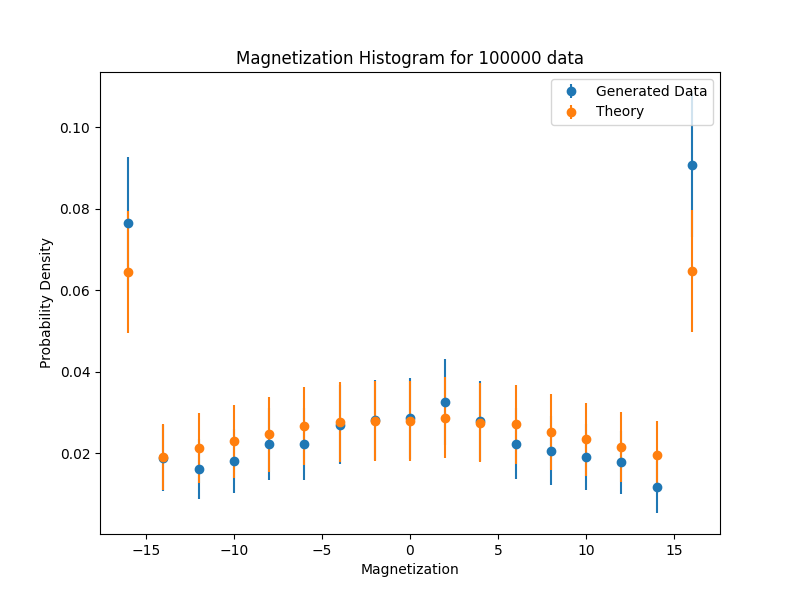 Magnetization Histogram for 100000 data
Generated Data
Theory
Probability Density
0.10
0.08
0.06
0.04
0.02
−15
−10
−5
0
5
10
15
Magnetization